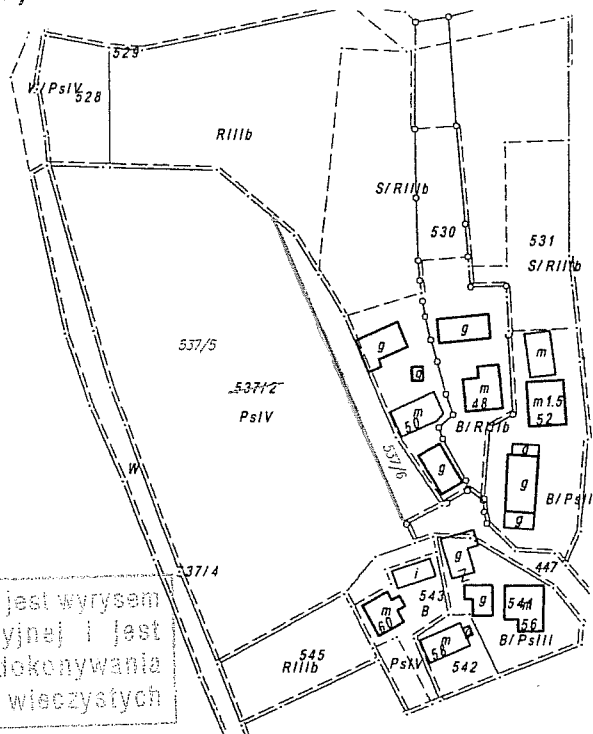 529
V/PsIV
528
RIIIb
S/RIIIb
530
531
S/RIIIb
g
g
m
537/5
g
m
48
m1.5
52
537/2
PsIV
m
50
B/RIIIb
g
537/6
g
g
g
B/PsII
W
537/4
g
447
i
543
B
g
m
60
544
56
B/PsIII
m
58
545
RIIIb
PsIV
542
jest wyrysem
yjnej i jest
dokonywania
wieczystych